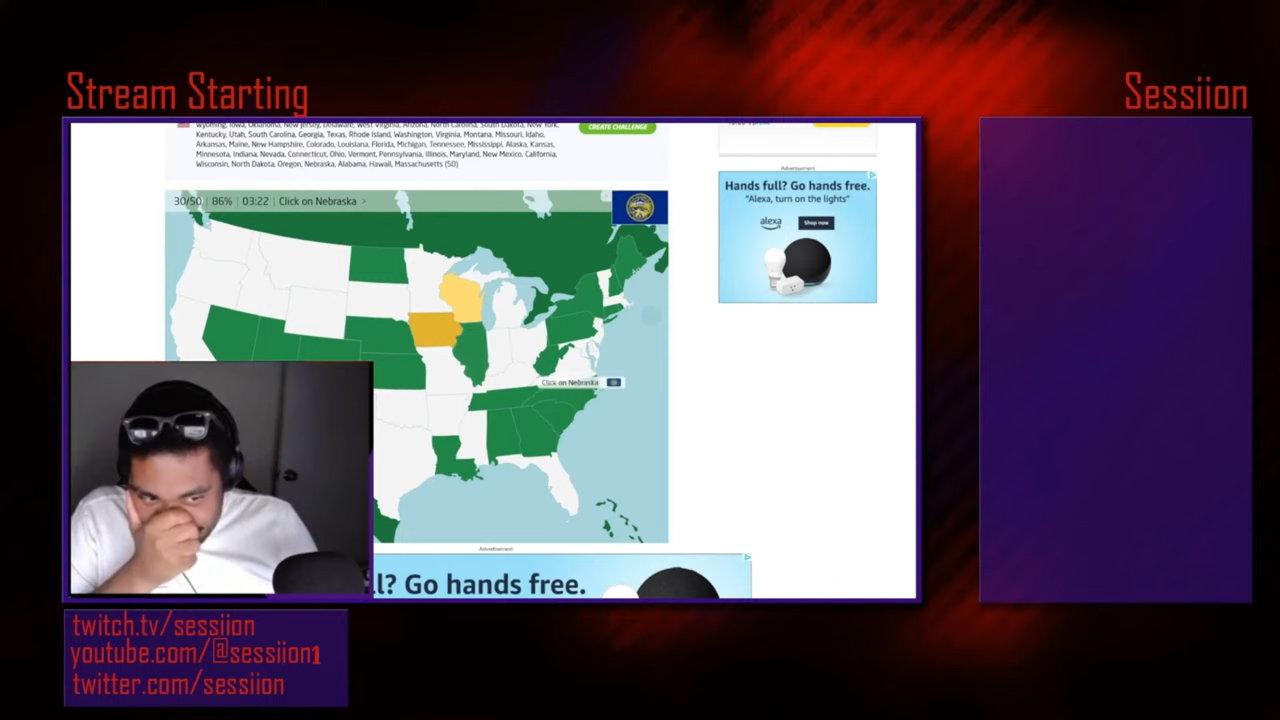 Stream Starting
Sessiion
Wyoming, Iowa, Oklahoma, New Jersey, Delaware, West Virginia, Arizona, North Carolina, South Dakota, New York,
Kentucky, Utah, South Carolina, Georgia, Texas, Rhode Island, Washington, Virginia, Montana, Missouri, Idaho,
Arkansas, Maine, New Hampshire, Colorado, Louisiana, Florida, Michigan, Tennessee, Mississippi, Alaska, Kansas,
Minnesota, Indiana, Nevada, Connecticut, Ohio, Vermont, Pennsylvania, Illinois, Maryland, New Mexico, California,
Wisconsin, North Dakota, Oregon, Nebraska, Alabama, Hawaii, Massachusetts (50)
CREATE CHALLENGE
Advertisement
Hands full? Go hands free.
"Alexa, turn on the lights"
alexa
Shop now
30/50 | 86% | 03:22 | Click on Nebraska >
Click on Nebraska
Advertisement
l? Go hands free.
twitch.tv/sessiion
youtube.com/@sessiion1
twitter.com/sessiion